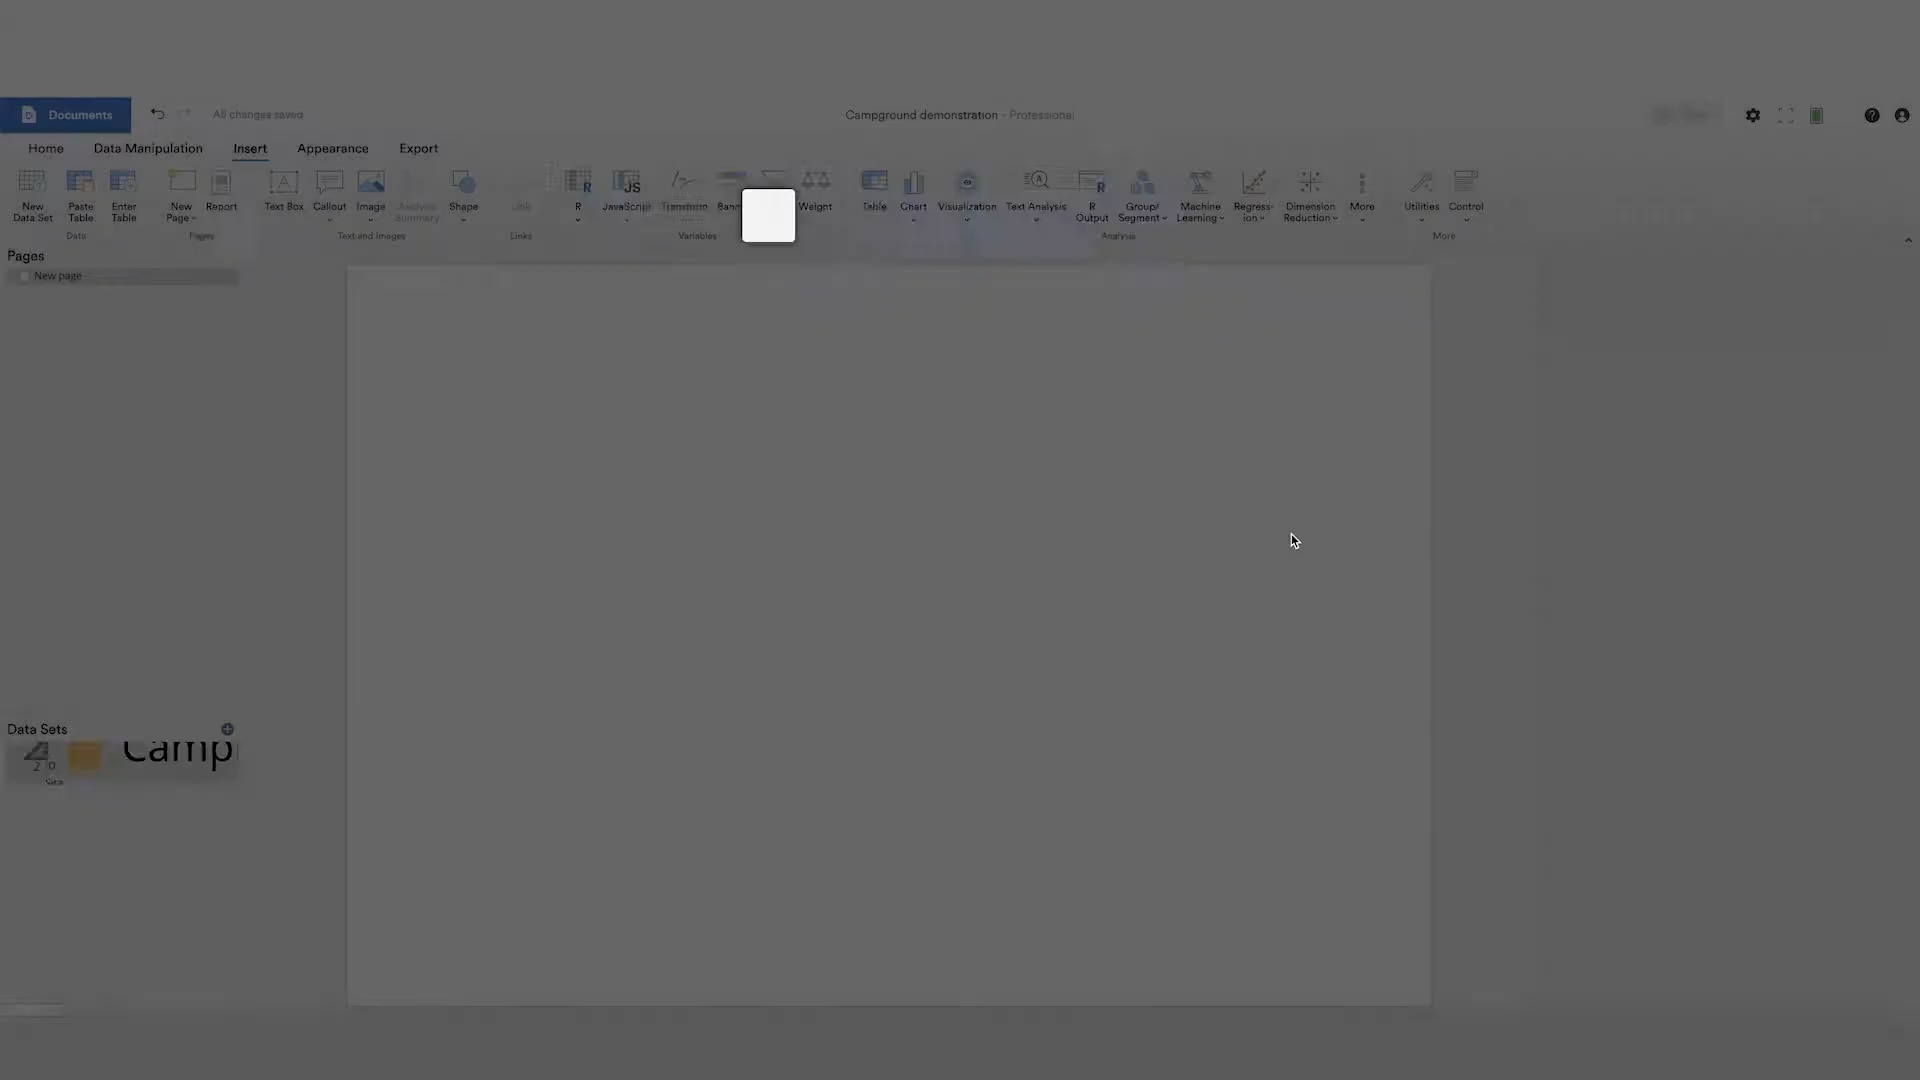 Documents
All changes saved
Campground demonstration - Professional
Home Data Manipulation Insert Appearance Export
New Data Set
Paste Table
Enter Table
New Page
Report
Text Box
Callout
Image
Analysis Summary
Shape
Link
R
JavaScript
Transform
Weight
Table
Chart
Visualization
Text Analysis
R Output
Group/ Segment
Machine Learning
Regress- ion
Dimension Reduction
More
Utilities
Control
Data
Pages
Text and Images
Links
Variables
Analysis
More
Pages
New page
Data Sets
Camp